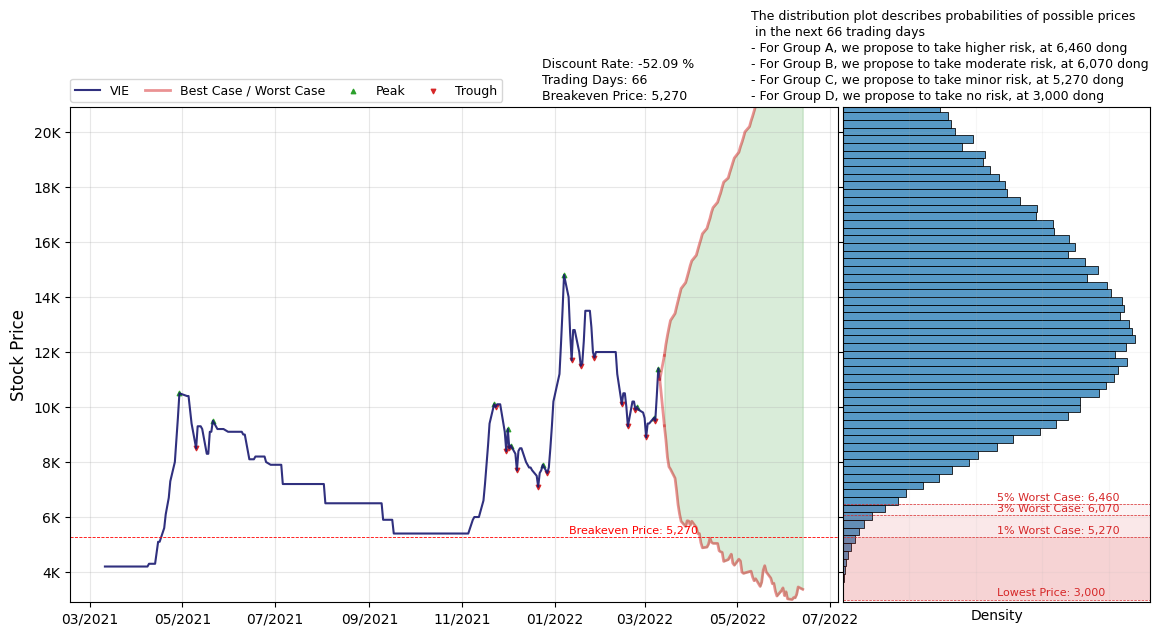 The distribution plot describes probabilities of possible prices
in the next 66 trading days
- For Group A, we propose to take higher risk, at 6,460 dong
- For Group B, we propose to take moderate risk, at 6,070 dong
- For Group C, we propose to take minor risk, at 5,270 dong
- For Group D, we propose to take no risk, at 3,000 dong
Discount Rate: -52.09 %
Trading Days: 66
Breakeven Price: 5,270
VIE
Best Case / Worst Case
Peak
Trough
Stock Price
20K
18K
16K
14K
12K
10K
8K
6K
4K
Breakeven Price: 5,270
03/2021
05/2021
07/2021
09/2021
11/2021
01/2022
03/2022
05/2022
07/2022
5% Worst Case: 6,460
3% Worst Case: 6,070
1% Worst Case: 5,270
Lowest Price: 3,000
Density